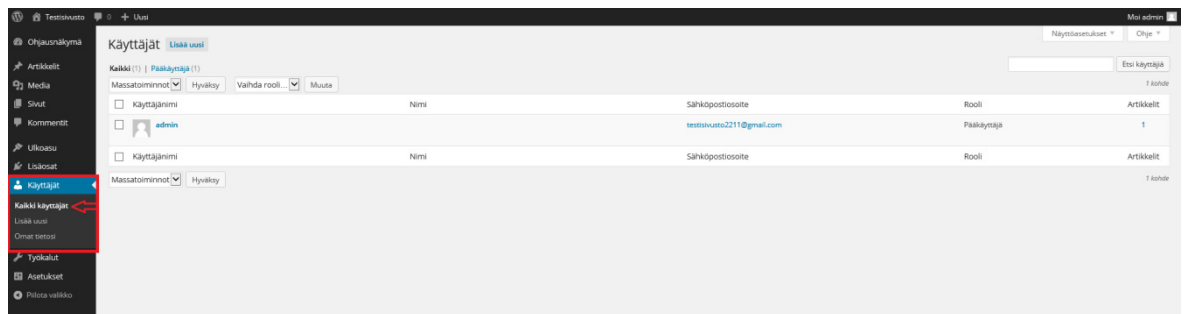 Testisivusto 0 + Uusi Moi admin
Näyttöasetukset Ohje
Ohjausnäkymä
Artikkelit
Media
Sivut
Kommentit
Ulkoasu
Lisäosat
Käyttäjät
Kaikki käyttäjät
Lisää uusi
Omat tietosi
Työkalut
Asetukset
Piilota valikko
Käyttäjät Lisää uusi
Kaikki (1) | Pääkäyttäjä (1)
Etsi käyttäjiä
Massatoiminnot Hyväksy Vaihda rooli... Muuta
1 kohde
Käyttäjänimi Nimi Sähköpostiosoite Rooli Artikkelit
admin testisivusto2211@gmail.com Pääkäyttäjä 1
Käyttäjänimi Nimi Sähköpostiosoite Rooli Artikkelit
Massatoiminnot Hyväksy
1 kohde